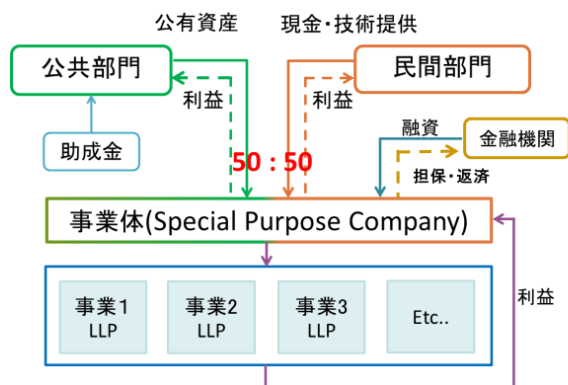 公有資産
現金・技術提供
公共部門
民間部門
利益
利益
融資
金融機関
助成金
50 : 50
担保・返済
事業体(Special Purpose Company)
事業1
LLP
事業2
LLP
事業3
LLP
Etc..
利益